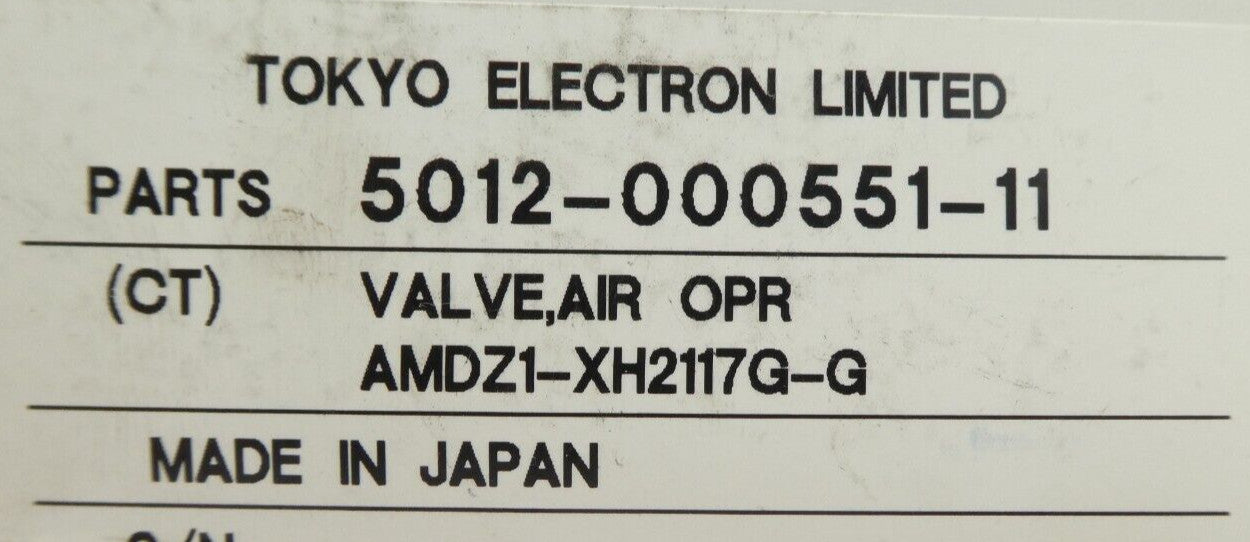 TOKYO ELECTRON LIMITED
PARTS 5012-000551-11
(CT) VALVE,AIR OPR
AMDZ1-XH2117G-G
MADE IN JAPAN